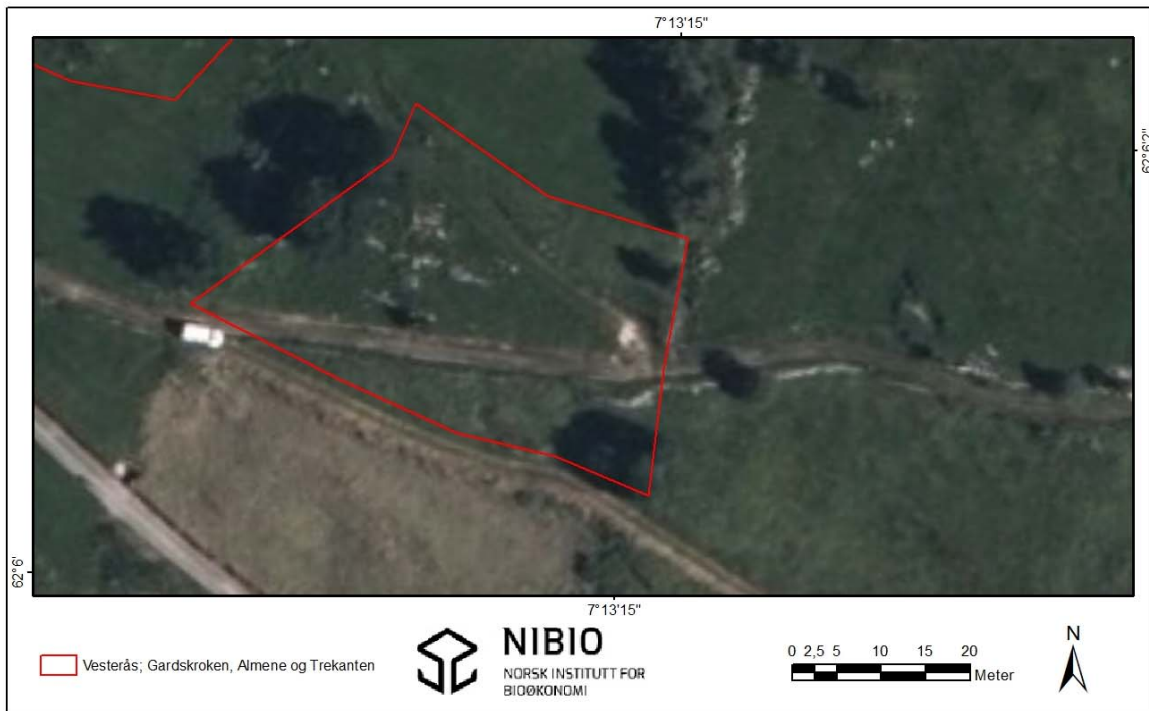 7°13'15"
62°6'2"
62°6'
7°13'15"
Vesterås; Gardskroken, Almene og Trekanten
NIBIO
NORSK INSTITUTT FOR
BIOØKONOMI
0 2,5 5 10 15 20
Meter
N